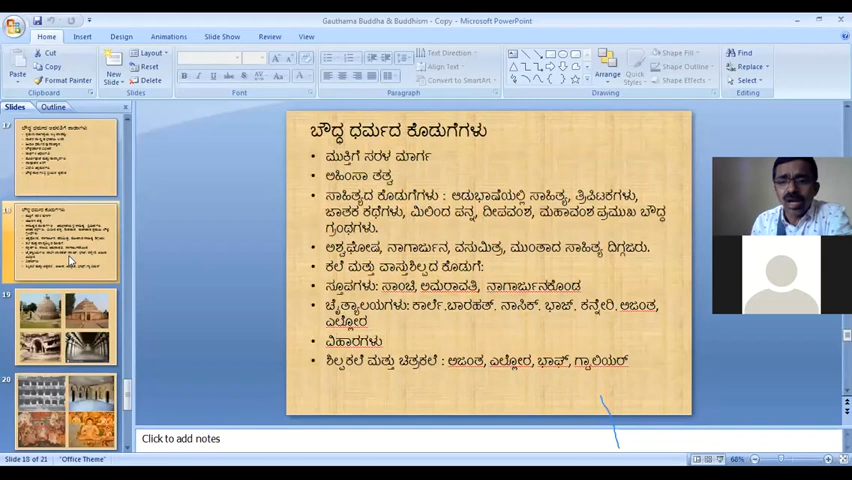 Gauthama Buddha & Buddhism - Copy - Microsoft PowerPoint
Home Insert Design Animations Slide Show Review View
Paste Cut Copy Format Painter
New Slide Layout Reset Delete
Text Direction Align Text Convert to SmartArt
Arrange Quick Styles Shape Fill Shape Outline Shape Effects
Find Replace Select
Clipboard Slides Font Paragraph Drawing Editing
Slides Outline
17
18
19
20
ಬೌದ್ಧ ಧರ್ಮದ ಕೊಡುಗೆಗಳು
• ಮುಕ್ತಿಗೆ ಸರಳ ಮಾರ್ಗ
• ಅಹಿಂಸಾ ತತ್ವ
• ಸಾಹಿತ್ಯದ ಕೊಡುಗೆಗಳು : ಆಡುಭಾಷೆಯಲ್ಲಿ ಸಾಹಿತ್ಯ, ತ್ರಿಪಿಟಕಗಳು,
ಜಾತಕ ಕಥೆಗಳು, ಮಿಲಿಂದ ಪನ್ನ, ದೀಪವಂಶ, ಮಹಾವಂಶ ಪ್ರಮುಖ ಬೌದ್ಧ
ಗ್ರಂಥಗಳು.
• ಅಶ್ವಘೋಷ, ನಾಗಾರ್ಜುನ, ವಸುಮಿತ್ರ, ಮುಂತಾದ ಸಾಹಿತ್ಯ ದಿಗ್ಗಜರು.
• ಕಲೆ ಮತ್ತು ವಾಸ್ತುಶಿಲ್ಪದ ಕೊಡುಗೆ:
• ಸ್ತೂಪಗಳು: ಸಾಂಚಿ, ಅಮರಾವತಿ, ನಾಗಾರ್ಜುನಕೊಂಡ
• ಚೈತ್ಯಾಲಯಗಳು: ಕಾರ್ಲೆ.ಬಾರಹತ್. ನಾಸಿಕ್. ಭಾಜ್. ಕನ್ನೇರಿ. ಅಜಂತ,
ಎಲ್ಲೋರ
• ವಿಹಾರಗಳು
• ಶಿಲ್ಪಕಲೆ ಮತ್ತು ಚಿತ್ರಕಲೆ : ಅಜಂತ, ಎಲ್ಲೋರ, ಭಾಘ್, ಗ್ವಾಲಿಯರ್
Click to add notes
Slide 18 of 21 "Office Theme" 68%